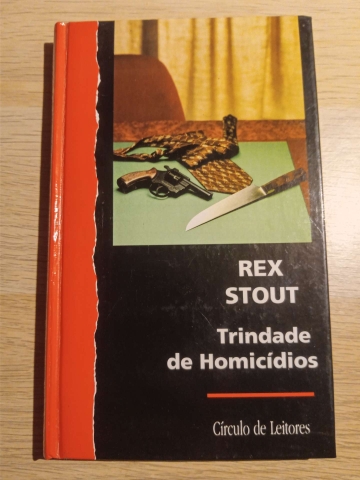 REX
STOUT
Trindade
de Homicídios
Círculo de Leitores